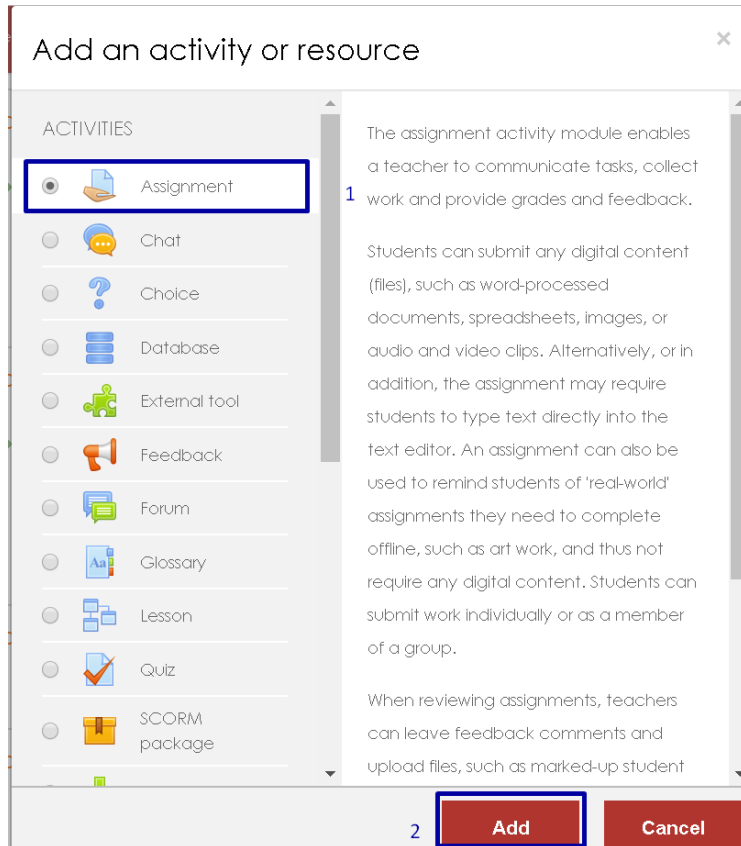 Add an activity or resource
×
ACTIVITIES
Assignment
Chat
Choice
Database
External tool
Feedback
Forum
Aa
Glossary
Lesson
Quiz
SCORM
package
1
The assignment activity module enables
a teacher to communicate tasks, collect
work and provide grades and feedback.
Students can submit any digital content
(files), such as word-processed
documents, spreadsheets, images, or
audio and video clips. Alternatively, or in
addition, the assignment may require
students to type text directly into the
text editor. An assignment can also be
used to remind students of 'real-world'
assignments they need to complete
offline, such as art work, and thus not
require any digital content. Students can
submit work individually or as a member
of a group.
When reviewing assignments, teachers
can leave feedback comments and
upload files, such as marked-up student
2
Add
Cancel